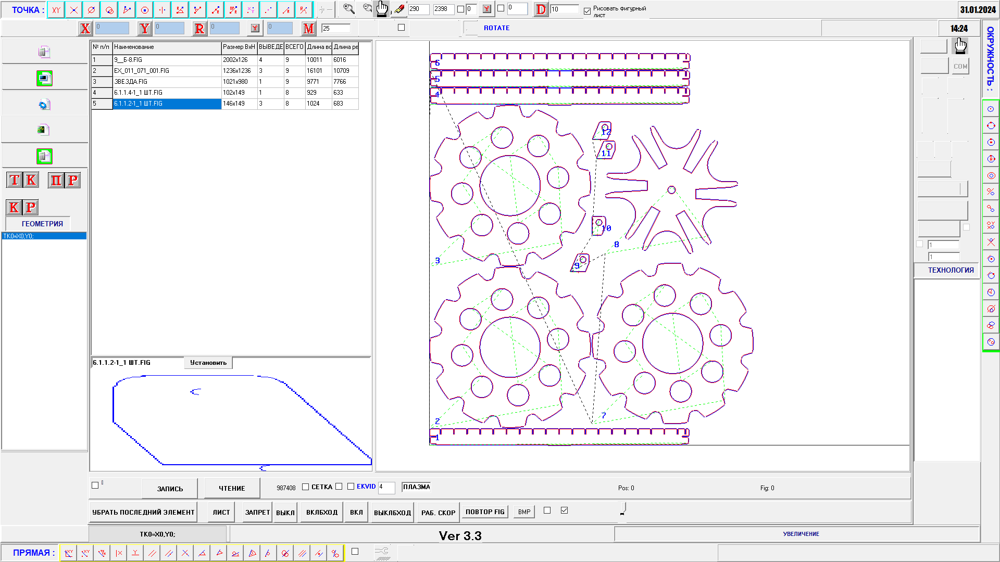 ТОЧКА :
290
2398
0
0
D
10
Рисовать фигурный лист
31.01.2024
X
0
Y
0
R
0
Y
0
M
25
ROTATE
14:24
ОКРУЖНОСТЬ :
COM
№ п/п Наименование Размер ВхН ВЫВЕДЕ ВСЕГО Длина вс Длина ре
1 9__Б-8.FIG 2002x126 4 9 10011 6016
2 EX_011_071_001.FIG 1236x1236 3 9 16101 10709
3 ЗВЕЗДА.FIG 1021x980 1 9 9771 7766
4 6.1.1.4-1_1 ШТ.FIG 102x149 1 8 929 633
5 6.1.1.2-1_1 ШТ.FIG 146x149 3 8 1024 683
Т К П Р
К Р
ГЕОМЕТРИЯ
TK0=X0,Y0;
6
5
4
12
11
10
9
8
3
2
7
1
1
1
ТЕХНОЛОГИЯ
6.1.1.2-1_1 ШТ.FIG
Установить
ЗАПИСЬ
ЧТЕНИЕ
987408
СЕТКА
EKVID
4
ПЛАЗМА
Pos: 0
Fig: 0
УБРАТЬ ПОСЛЕДНИЙ ЭЛЕМЕНТ
ЛИСТ
ЗАПРЕТ
ВЫКЛ
ВКЛБХОД
ВКЛ
ВЫКЛБХОД
РАБ. СКОР
ПОВТОР FIG
BMP
TK0=X0,Y0;
Ver 3.3
УВЕЛИЧЕНИЕ
ПРЯМАЯ :